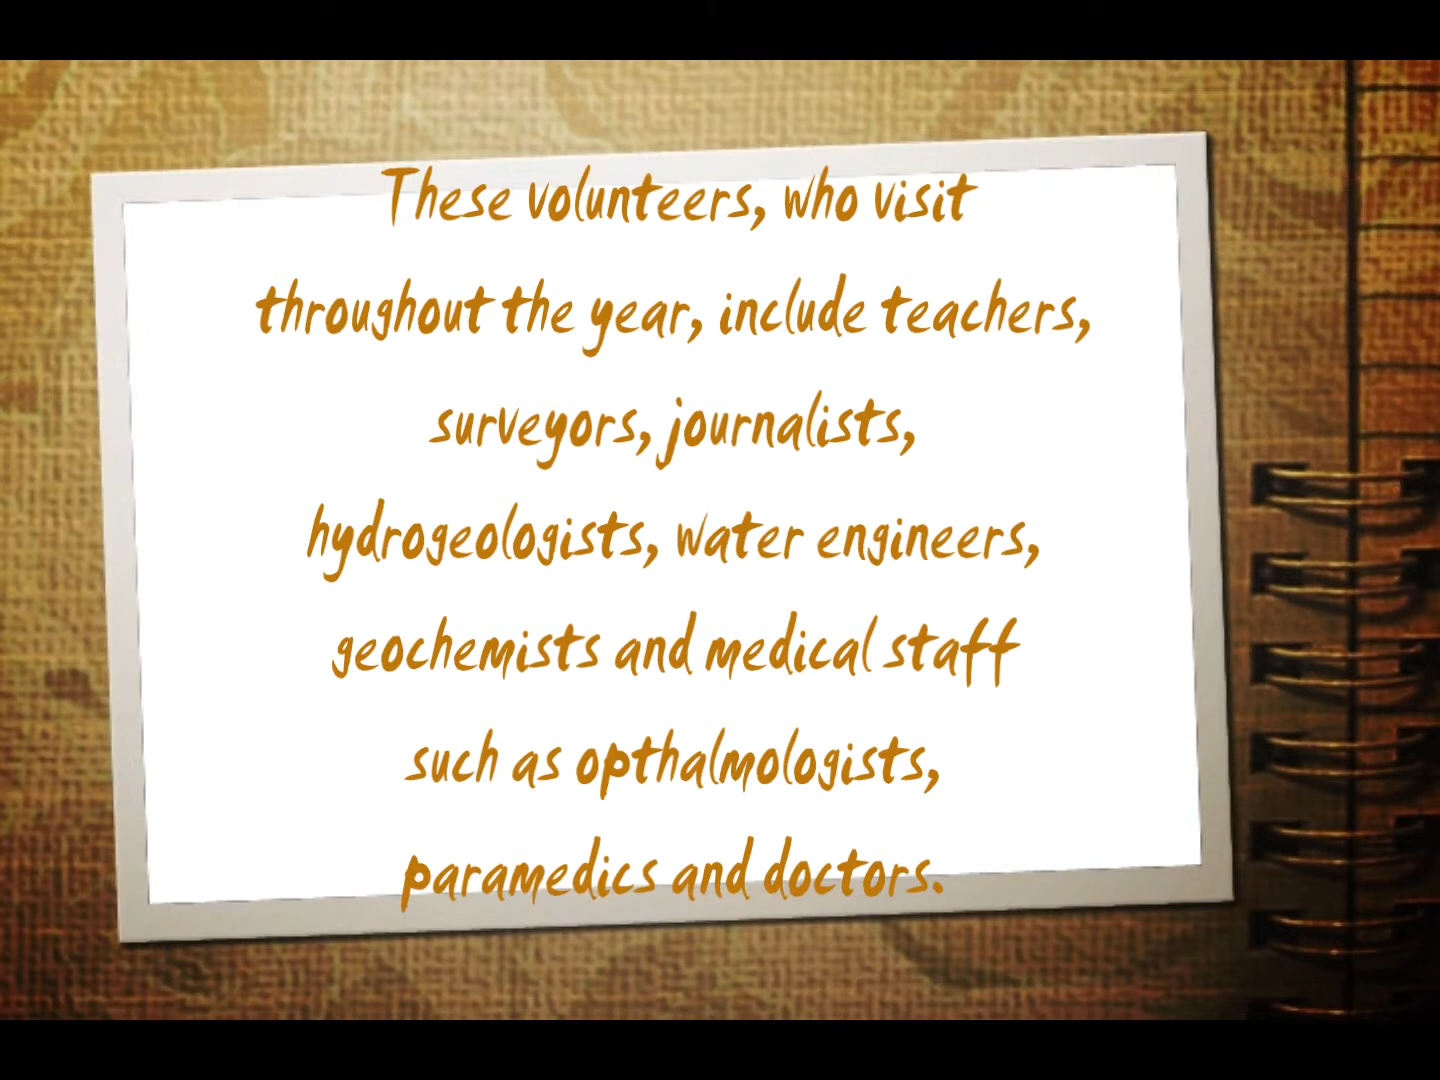 These volunteers, who visit
throughout the year, include teachers,
surveyors, journalists,
hydrogeologists, water engineers,
geochemists and medical staff
such as opthalmologists,
paramedics and doctors.